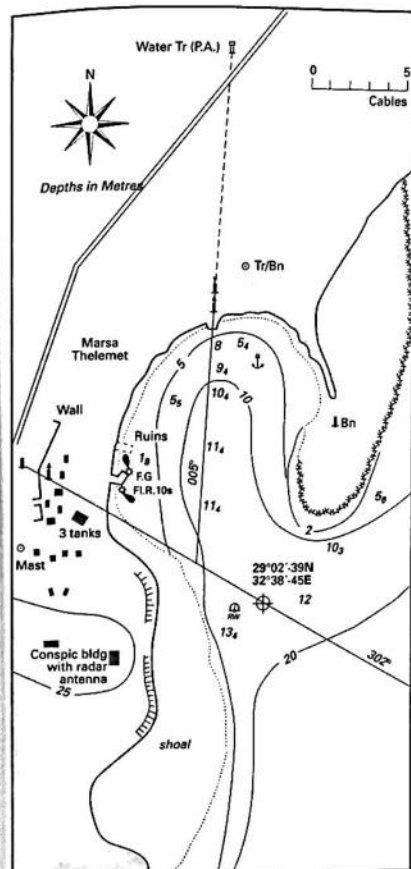 Water Tr (P.A.)
0 5
Cables
N
Depths in Metres
Tr/Bn
Marsa
Thelemet
8 5₄
5
9₄
10₄ 10
5₅
Wall
Ruins
1₈
Bn
11₄
F.G
Fl.R.10s
005°
11₄
5₆
3 tanks
2
10₃
Mast
29°02'·39N
32°38'·45E
12
RW
13₄
Conspic bldg
with radar
antenna
20
302°
25
shoal